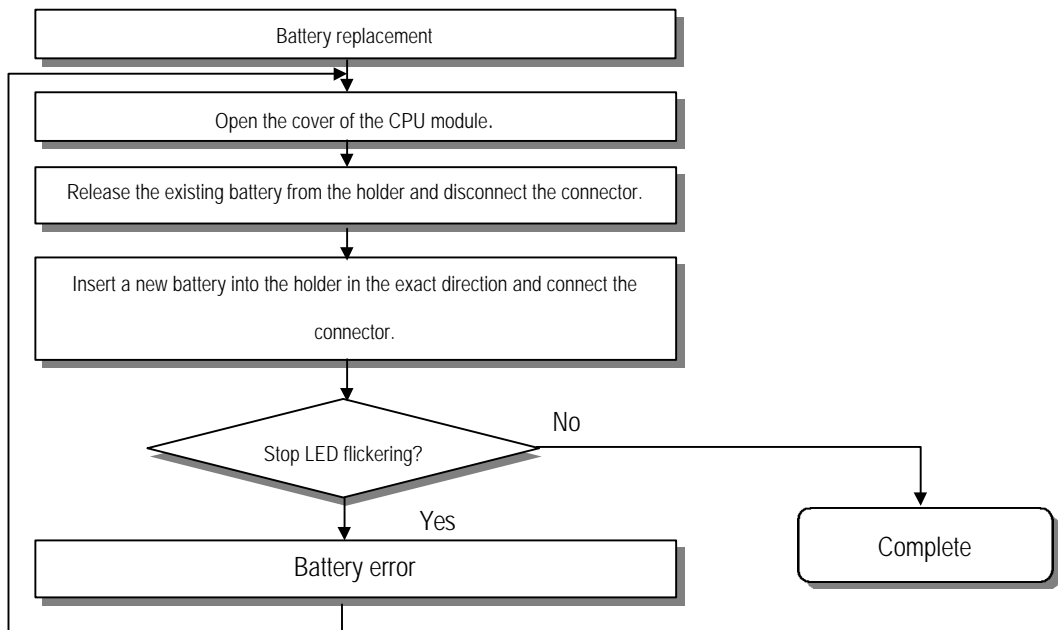 Battery replacement
Open the cover of the CPU module.
Release the existing battery from the holder and disconnect the connector.
Insert a new battery into the holder in the exact direction and connect the
connector.
Stop LED flickering?
No
Yes
Complete
Battery error